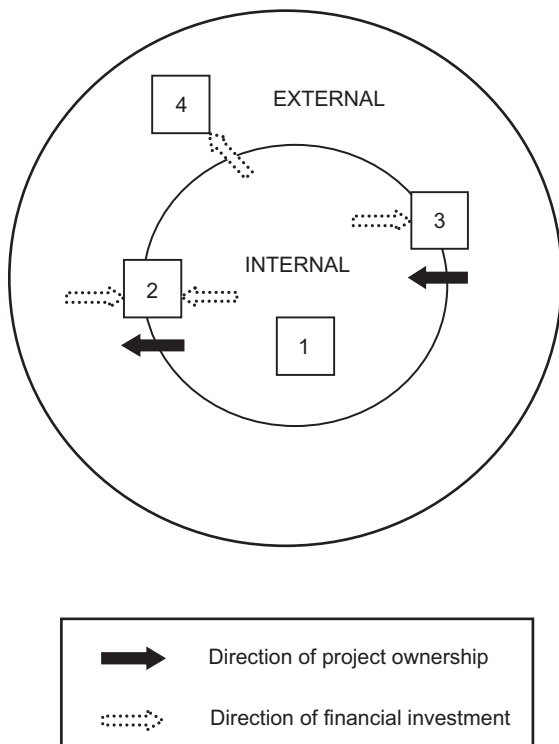 4
EXTERNAL
3
INTERNAL
2
1
Direction of project ownership
Direction of financial investment